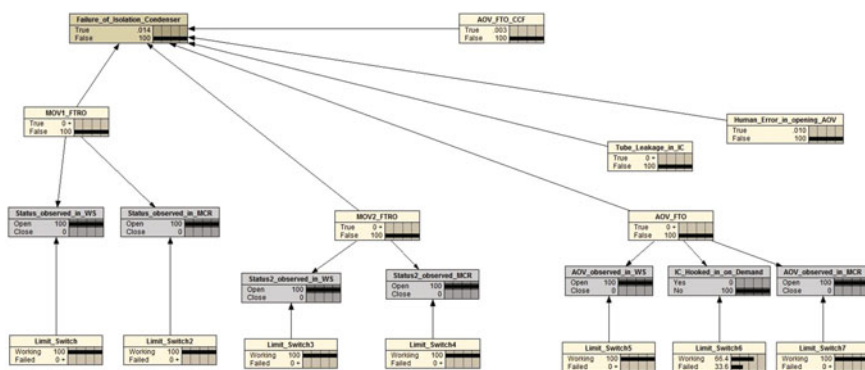 Failure_of_Isolation_Condenser
True .014
False 100
AOV_FTO_CCF
True .003
False 100
MOV1_FTRO
True 0 +
False 100
Human_Error_in_opening_AOV
True .010
False 100
Tube_Leakage_in_IC
True 0 +
False 100
Status_observed_in_WS
Open 100
Close 0
Status_observed_in_MCR
Open 100
Close 0
MOV2_FTRO
True 0 +
False 100
AOV_FTO
True 0 +
False 100
Status2_observed_in_WS
Open 100
Close 0
Status2_observed_MCR
Open 100
Close 0
AOV_observed_in_WS
Open 100
Close 0
IC_Hooked_in_on_Demand
Yes 0
No 100
AOV_observed_in_MCR
Open 100
Close 0
Limit_Switch
Working 100
Failed 0 +
Limit_Switch2
Working 100
Failed 0 +
Limit_Switch3
Working 100
Failed 0 +
Limit_Switch4
Working 100
Failed 0 +
Limit_Switch5
Working 100
Failed 0 +
Limit_Switch6
Working 66.4
Failed 33.6
Limit_Switch7
Working 100
Failed 0 +